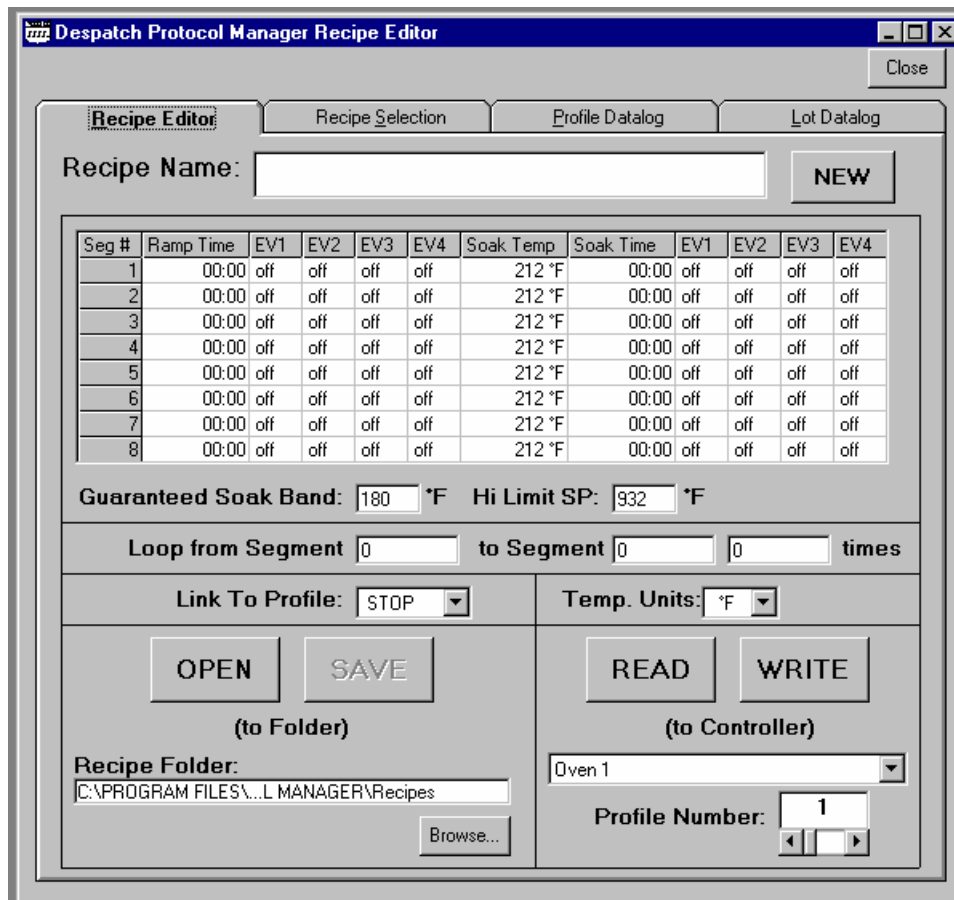 Despatch Protocol Manager Recipe Editor
Close
Recipe Editor Recipe Selection Profile Datalog Lot Datalog
Recipe Name: NEW
Seg # Ramp Time EV1 EV2 EV3 EV4 Soak Temp Soak Time EV1 EV2 EV3 EV4
1 00:00 off off off off 212 °F 00:00 off off off off
2 00:00 off off off off 212 °F 00:00 off off off off
3 00:00 off off off off 212 °F 00:00 off off off off
4 00:00 off off off off 212 °F 00:00 off off off off
5 00:00 off off off off 212 °F 00:00 off off off off
6 00:00 off off off off 212 °F 00:00 off off off off
7 00:00 off off off off 212 °F 00:00 off off off off
8 00:00 off off off off 212 °F 00:00 off off off off
Guaranteed Soak Band: 180 °F Hi Limit SP: 932 °F
Loop from Segment 0 to Segment 0 0 times
Link To Profile: STOP Temp. Units: °F
OPEN SAVE READ WRITE
(to Folder) (to Controller)
Recipe Folder:
Oven 1
C:\PROGRAM FILES\...L MANAGER\Recipes
Profile Number: 1
Browse...